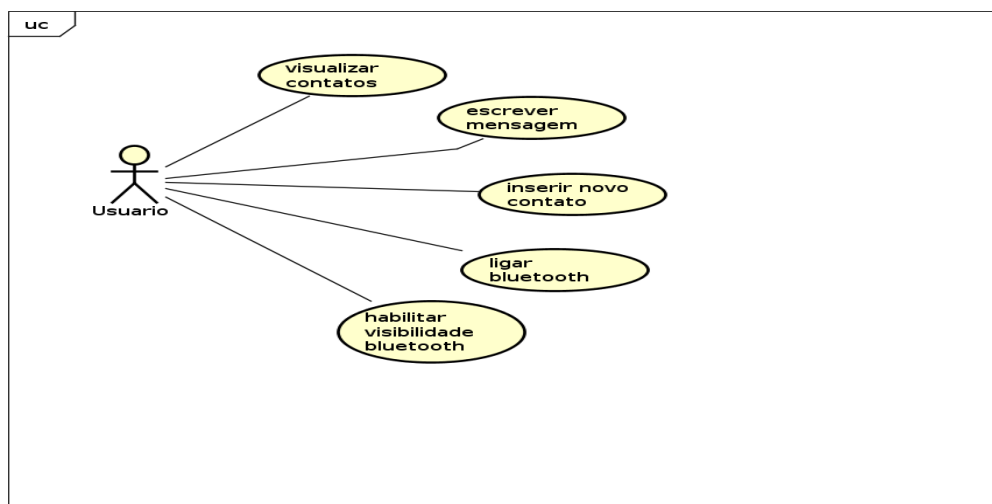 uc
visualizar
contatos
escrever
mensagem
inserir novo
contato
Usuario
ligar
bluetooth
habilitar
visibilidade
bluetooth